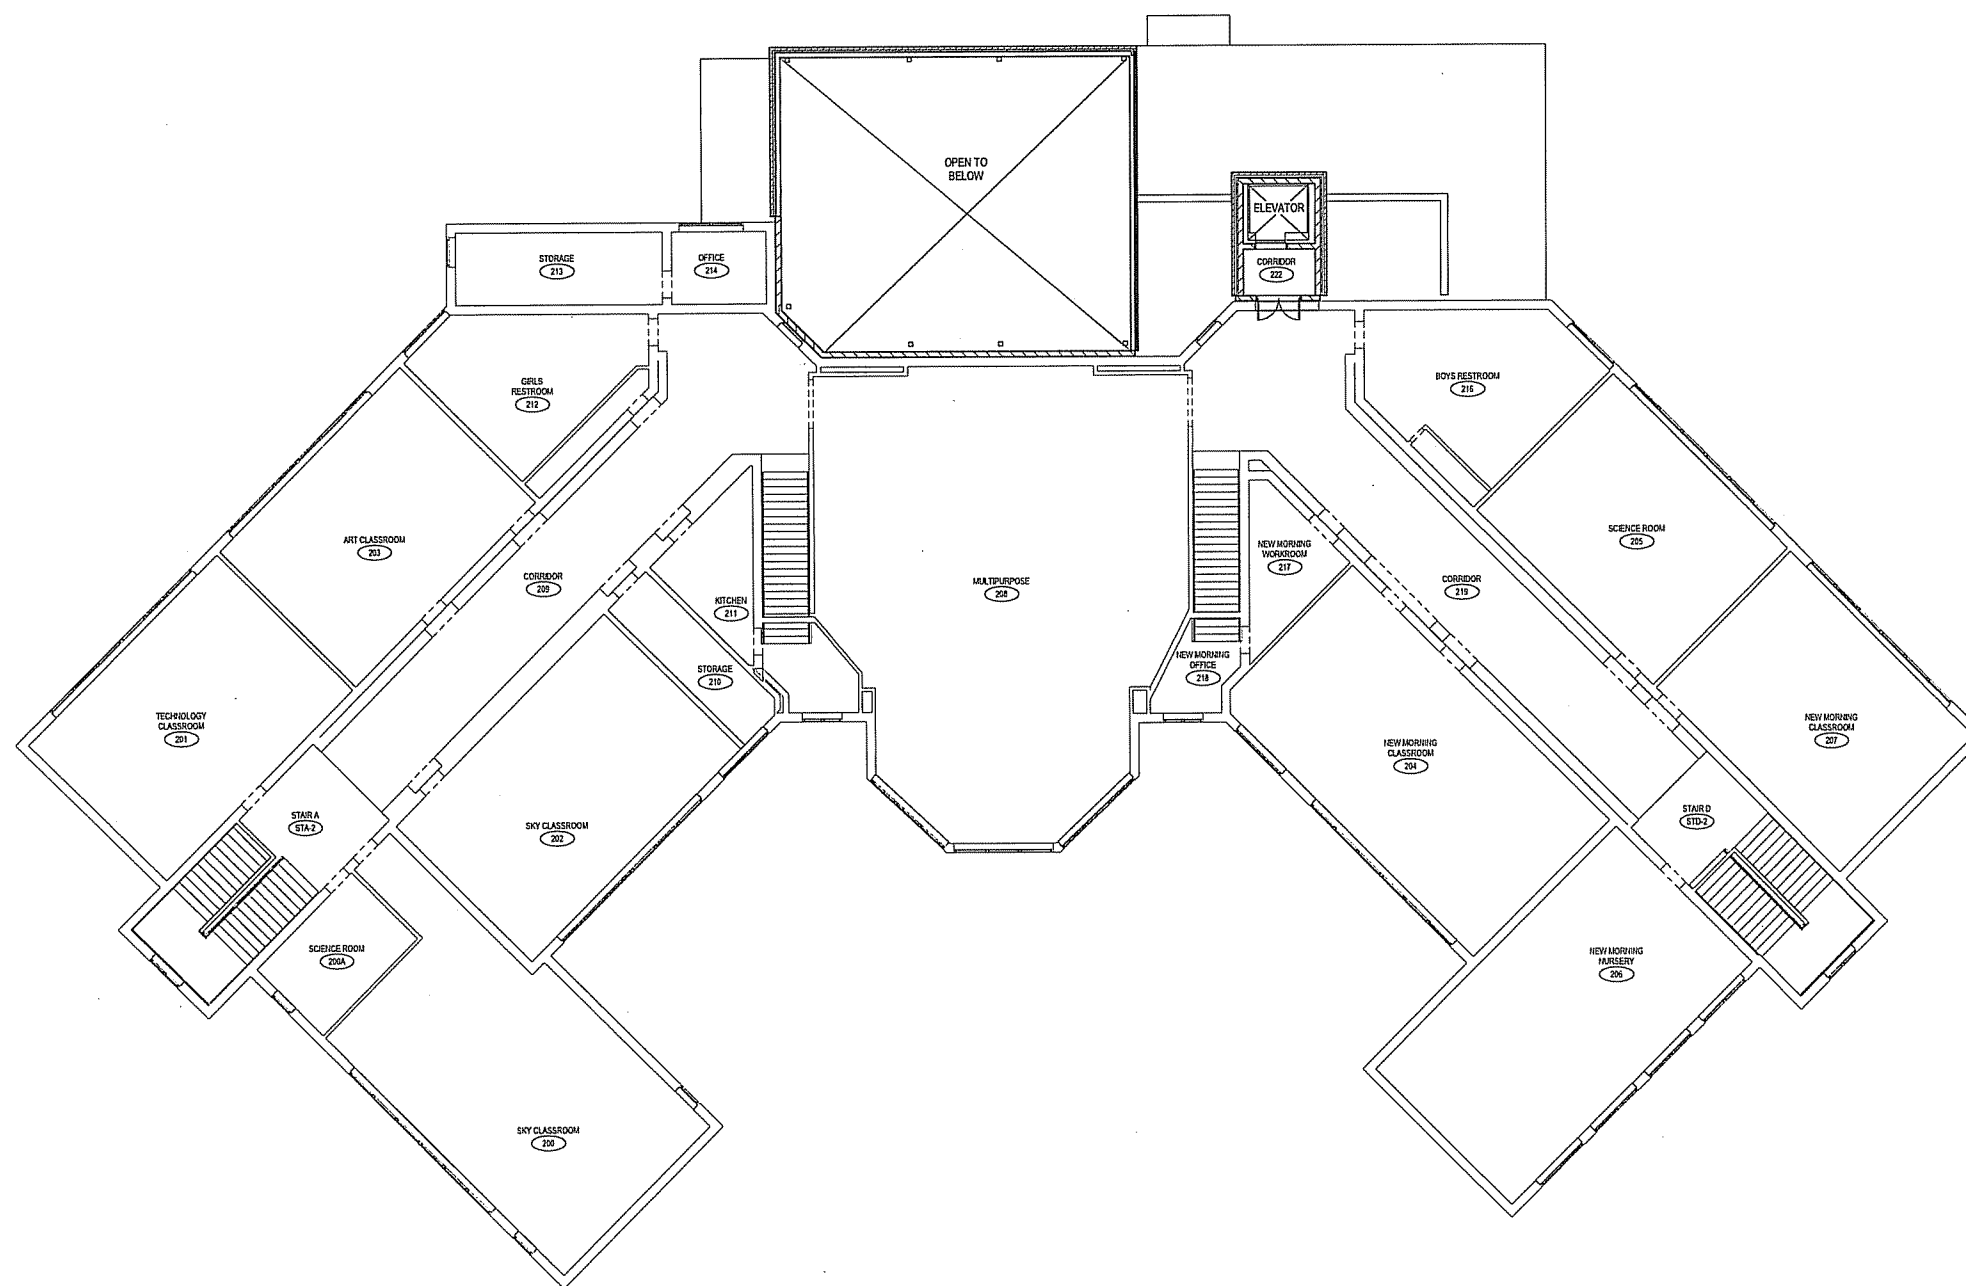 OPEN TO
BELOW
ELEVATOR
CORRIDOR
222
STORAGE
213
OFFICE
214
GIRLS
RESTROOM
212
BOYS RESTROOM
216
ART CLASSROOM
203
SCIENCE ROOM
205
CORRIDOR
209
KITCHEN
211
MULTIPURPOSE
208
NEW MORNING
WORKROOM
217
CORRIDOR
219
STORAGE
210
NEW MORNING
OFFICE
218
TECHNOLOGY
CLASSROOM
201
NEW MORNING
CLASSROOM
204
NEW MORNING
CLASSROOM
207
STAIR A
STA-2
SKY CLASSROOM
202
STAIR D
STD-2
SCIENCE ROOM
200A
NEW MORNING
NURSERY
206
SKY CLASSROOM
200